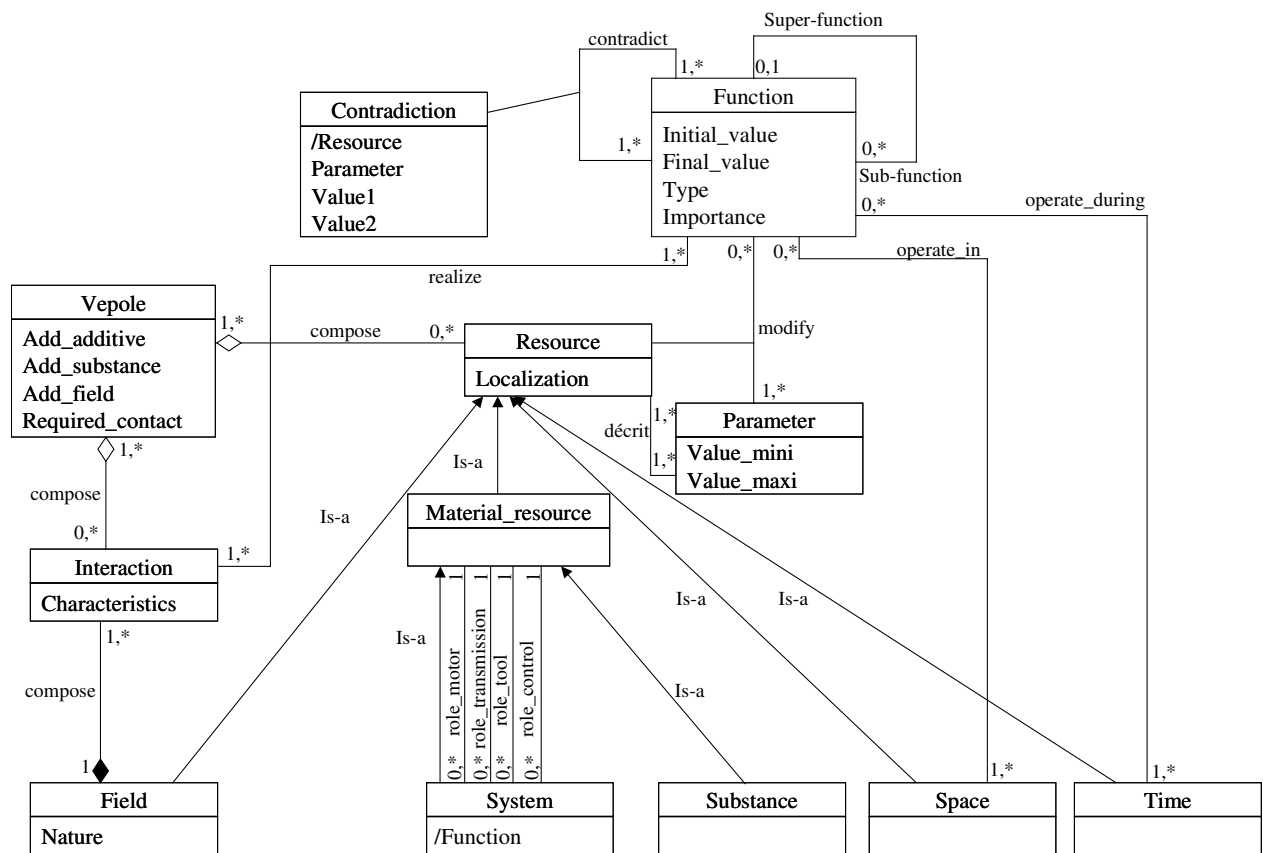 Super-function
contradict
1,*
0,1
Function
Contradiction
/Resource
Parameter
Value1
Value2
Initial_value
Final_value
Type
Importance
1,*
0,*
Sub-function
0,*
operate_during
1,*
0,*
0,*
operate_in
realize
Vepole
Add_additive
Add_substance
Add_field
Required_contact
1,*
compose
0,*
Resource
Localization
modify
1,*
Parameter
Value_mini
Value_maxi
1,*
décrit
1,*
1,*
compose
0,*
Is-a
Is-a
Material_resource
Interaction
Characteristics
1,*
1,*
compose
1
Is-a
1
1
1
1
role_motor
role_transmission
role_tool
role_control
0,*
0,*
0,*
0,*
Is-a
Is-a
Is-a
1,*
1,*
Field
Nature
System
/Function
Substance
Space
Time